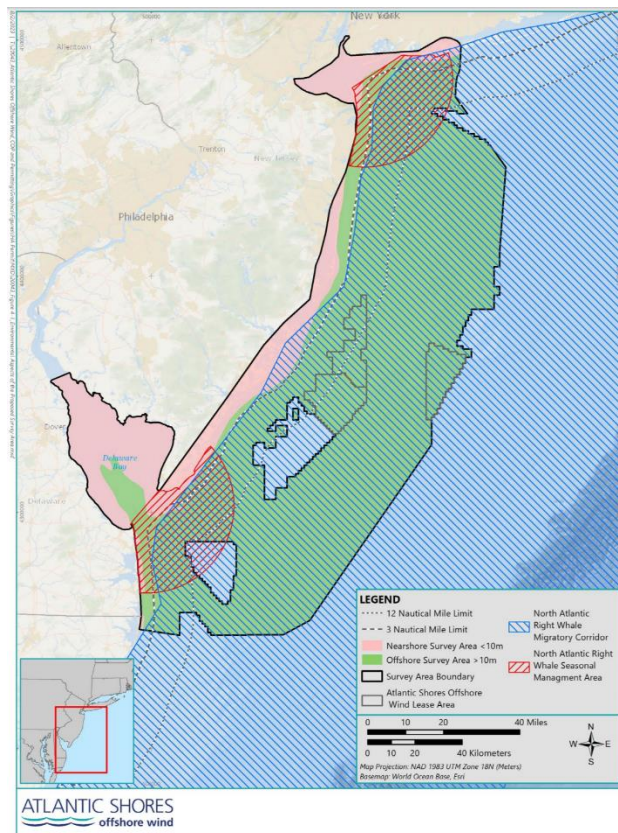 New York
Allentown
Trenton
New Jersey
Philadelphia
Dover
Delaware
Bay
Delaware
LEGEND
12 Nautical Mile Limit
3 Nautical Mile Limit
Nearshore Survey Area <10m
Offshore Survey Area >10m
Survey Area Boundary
Atlantic Shores Offshore
Wind Lease Area
North Atlantic
Right Whale
Migratory Corridor
North Atlantic Right
Whale Seasonal
Managment Area
0 10 20 40 Miles
0 10 20 40 Kilometers
N
W E
S
Map Projection: NAD 1983 UTM Zone 18N (Meters)
Basemap: World Ocean Base, Esri
ATLANTIC SHORES
offshore wind